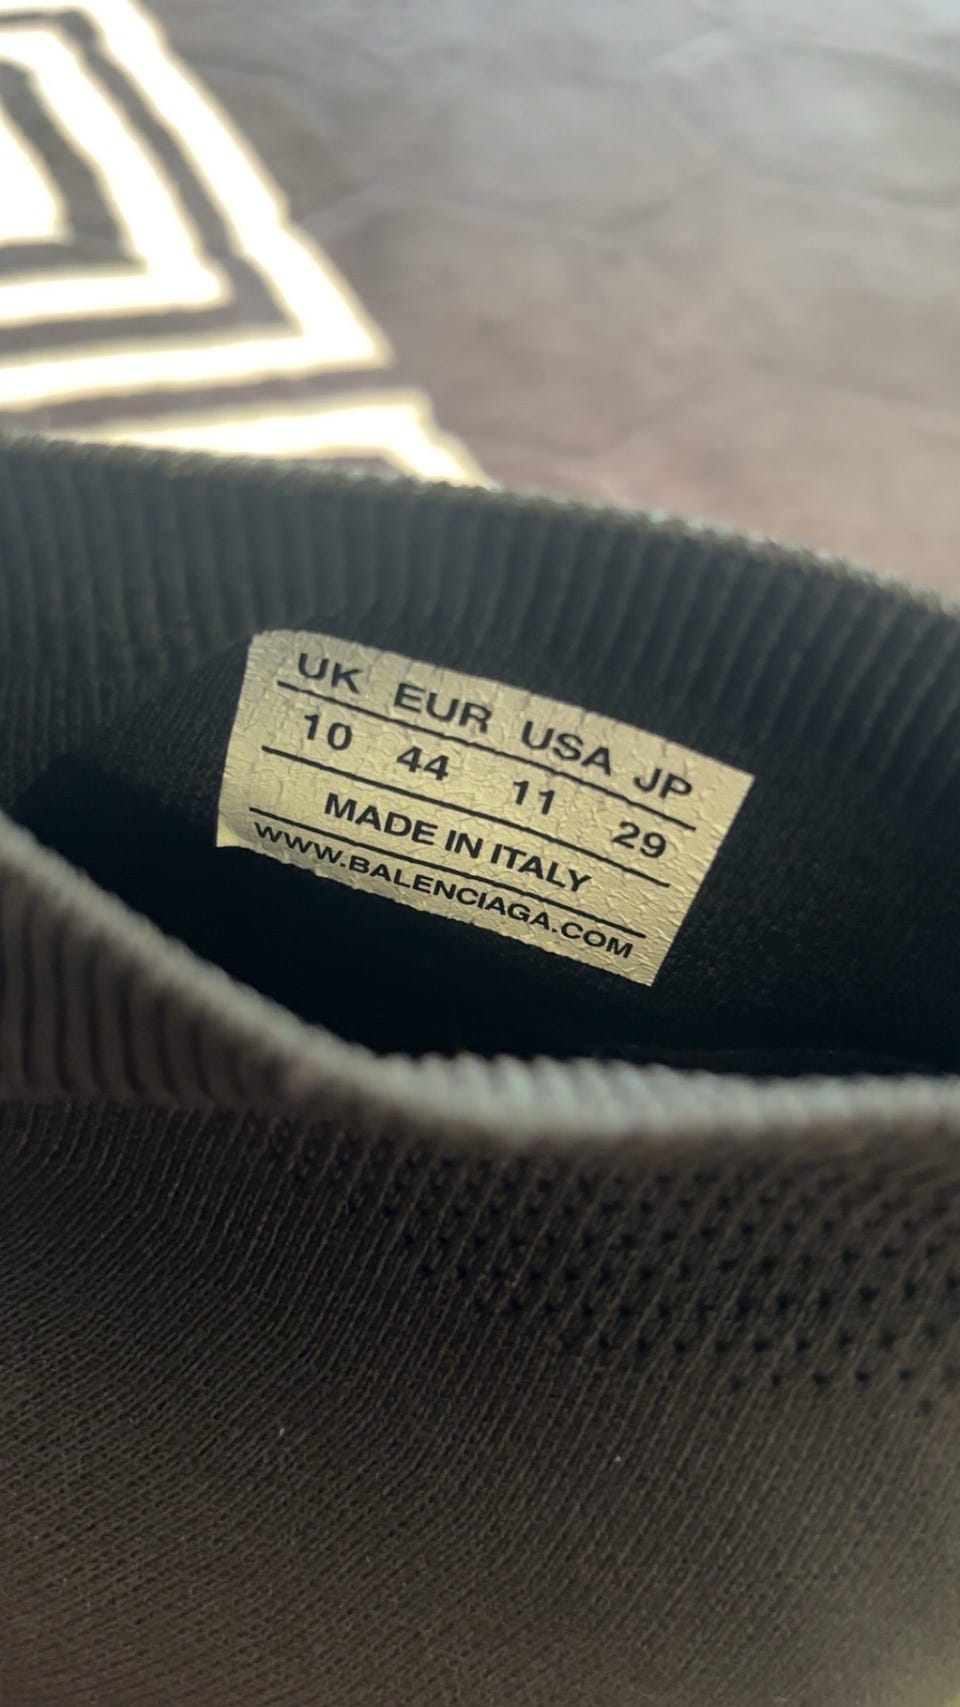 UK EUR USA JP
10 44 11 29
MADE IN ITALY
WWW.BALENCIAGA.COM